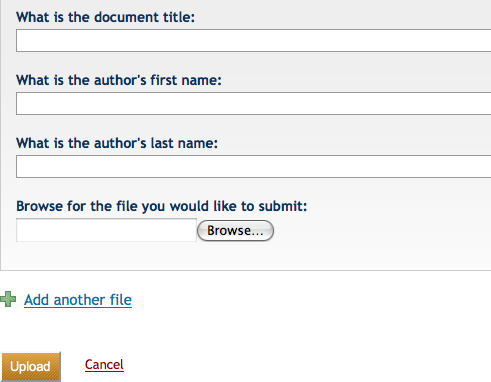 What is the document title:
What is the author's first name:
What is the author's last name:
Browse for the file you would like to submit:
Browse...
Add another file
Upload Cancel